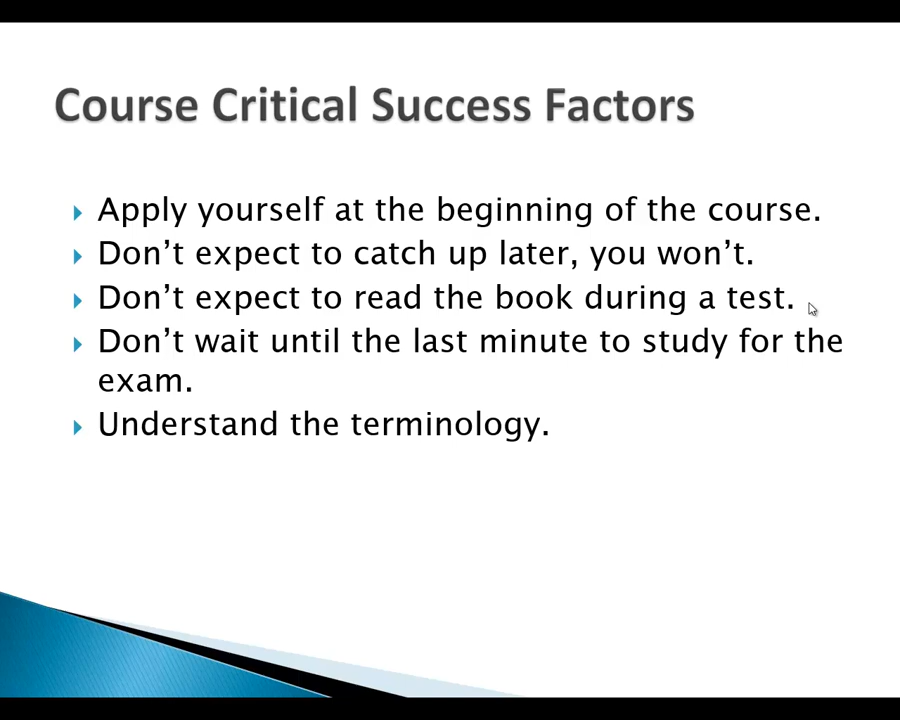 Course Critical Success Factors
Apply yourself at the beginning of the course.
Don’t expect to catch up later, you won’t.
Don’t expect to read the book during a test.
Don’t wait until the last minute to study for the
exam.
Understand the terminology.